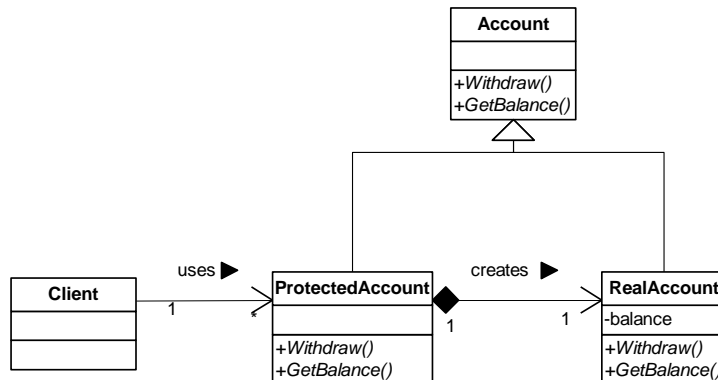 Account
+Withdraw()
+GetBalance()
uses ▶
creates ▶
Client
ProtectedAccount
RealAccount
-balance
1
*
1
1
+Withdraw()
+GetBalance()
+Withdraw()
+GetBalance()